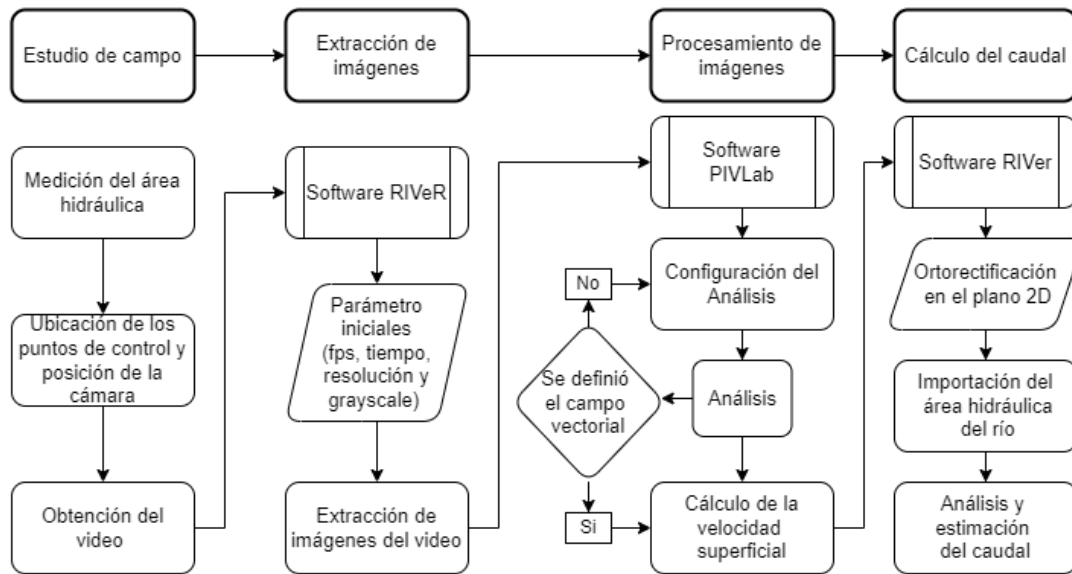 Estudio de campo
Extracción de
imágenes
Procesamiento de
imágenes
Cálculo del caudal
Medición del área
hidráulica
Ubicación de los
puntos de control y
posición de la
cámara
Obtención del
video
Software RIVeR
Parámetro
iniciales
(fps, tiempo,
resolución y
grayscale)
Extracción de
imágenes del video
Software
PIVLab
Configuración del
Análisis
No
Se definió
el campo
vectorial
Análisis
Si
Cálculo de la
velocidad
superficial
Software RIVer
Ortorectificación
en el plano 2D
Importación del
área hidráulica
del río
Análisis y
estimación
del caudal